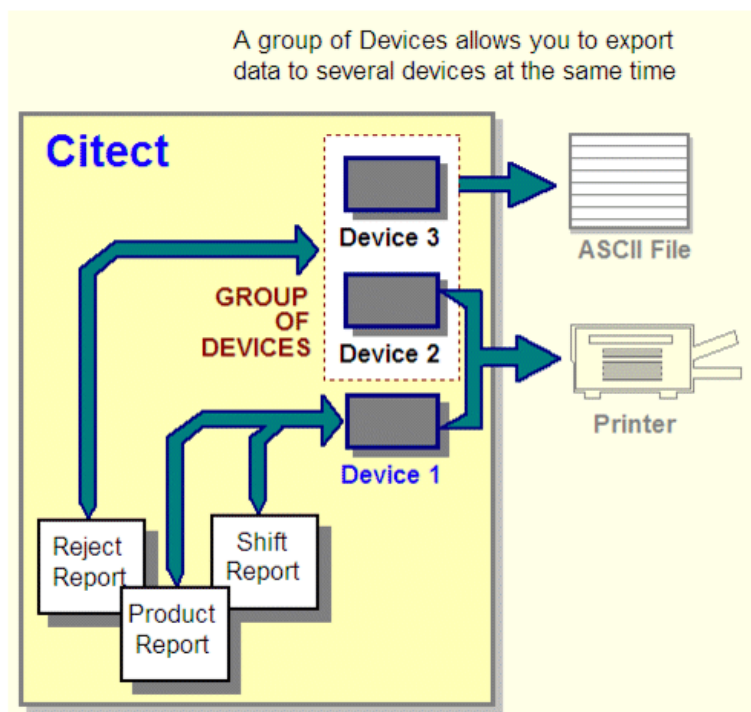 A group of Devices allows you to export
data to several devices at the same time
Citect
Device 3
ASCII File
GROUP
OF
DEVICES
Device 2
Printer
Device 1
Reject
Report
Shift
Report
Product
Report